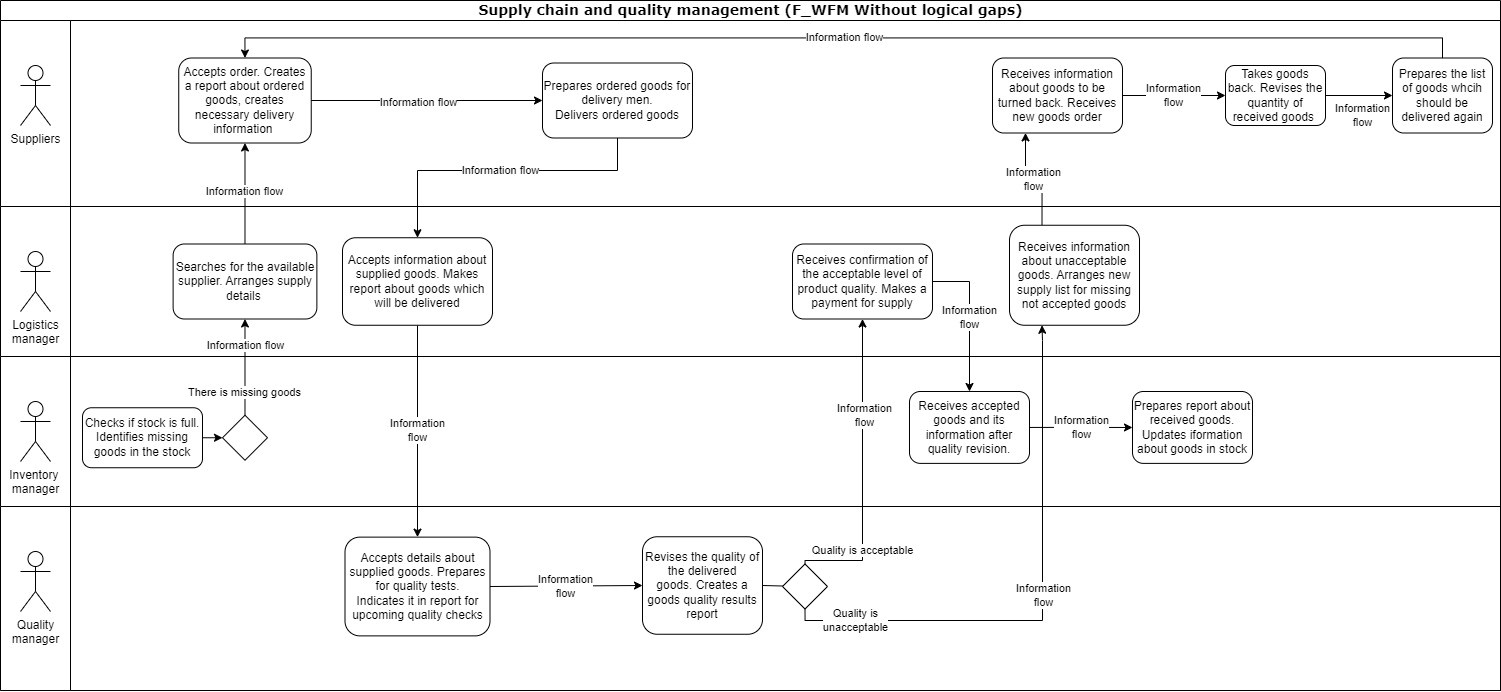 Supply chain and quality management (F_WFM Without logical gaps)
Information flow
Suppliers
Accepts order. Creates
a report about ordered
goods, creates
necessary delivery
information
Information flow
Prepares ordered goods for
delivery men.
Delivers ordered goods
Receives information
about goods to be
turned back. Receives
new goods order
Information
flow
Takes goods
back. Revises the
quantity of
received goods
Information
flow
Prepares the list
of goods whcih
should be
delivered again
Information flow
Information flow
Information
flow
Logistics
manager
Searches for the available
supplier. Arranges supply
details
Accepts information about
supplied goods. Makes
report about goods which
will be delivered
Receives confirmation
of the acceptable level of
product quality. Makes a
payment for supply
Information
flow
Receives information
about unacceptable
goods. Arranges new
supply list for missing
not accepted goods
Information flow
Inventory
manager
There is missing goods
Checks if stock is full.
Identifies missing
goods in the stock
Information
flow
Information
flow
Receives accepted
goods and its
information after
quality revision.
Information
flow
Prepares report about
received goods.
Updates iformation
about goods in stock
Quality
manager
Accepts details about
supplied goods. Prepares
for quality tests.
Indicates it in report for
upcoming quality checks
Information
flow
Revises the quality of
the delivered
goods. Creates a
goods quality results
report
Quality is acceptable
Quality is
unacceptable
Information
flow